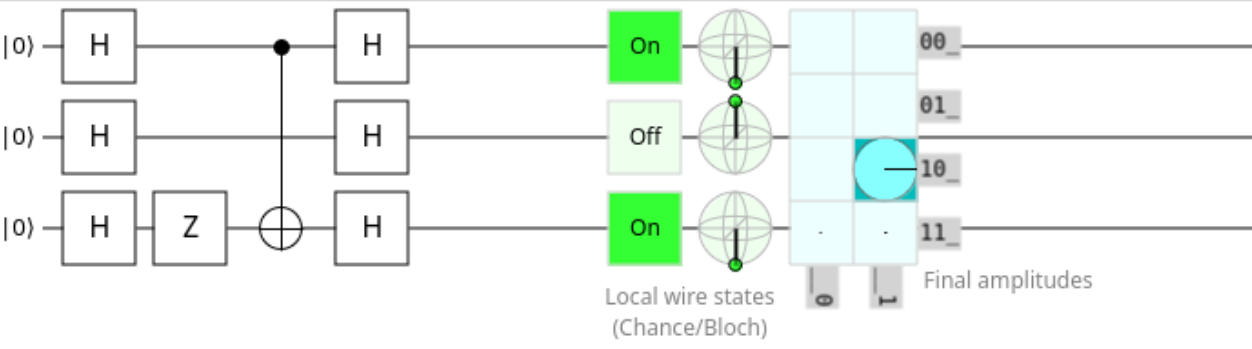 |0⟩ H H On 00_
01_
|0⟩ H H Off
10_
|0⟩ H Z H On 11_
_0 _1
Final amplitudes
Local wire states
(Chance/Bloch)